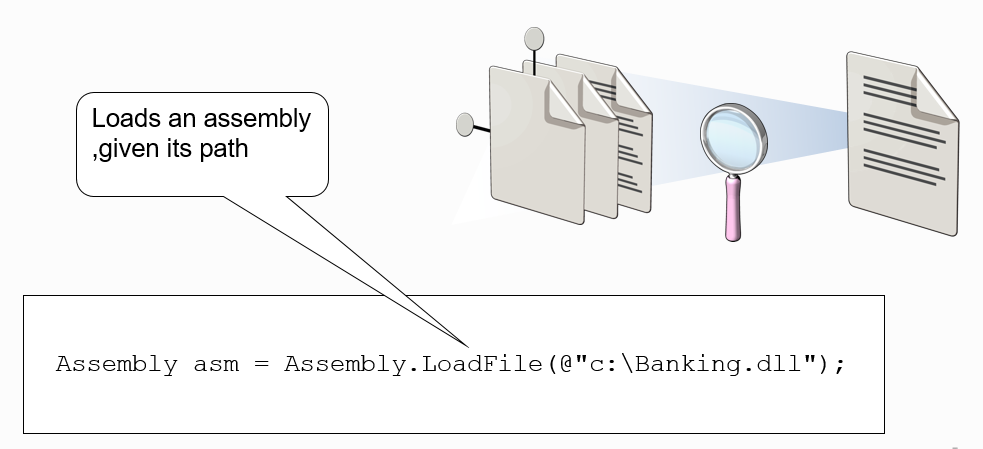 Loads an assembly
,given its path
Assembly asm = Assembly.LoadFile(@"c:\Banking.dll");